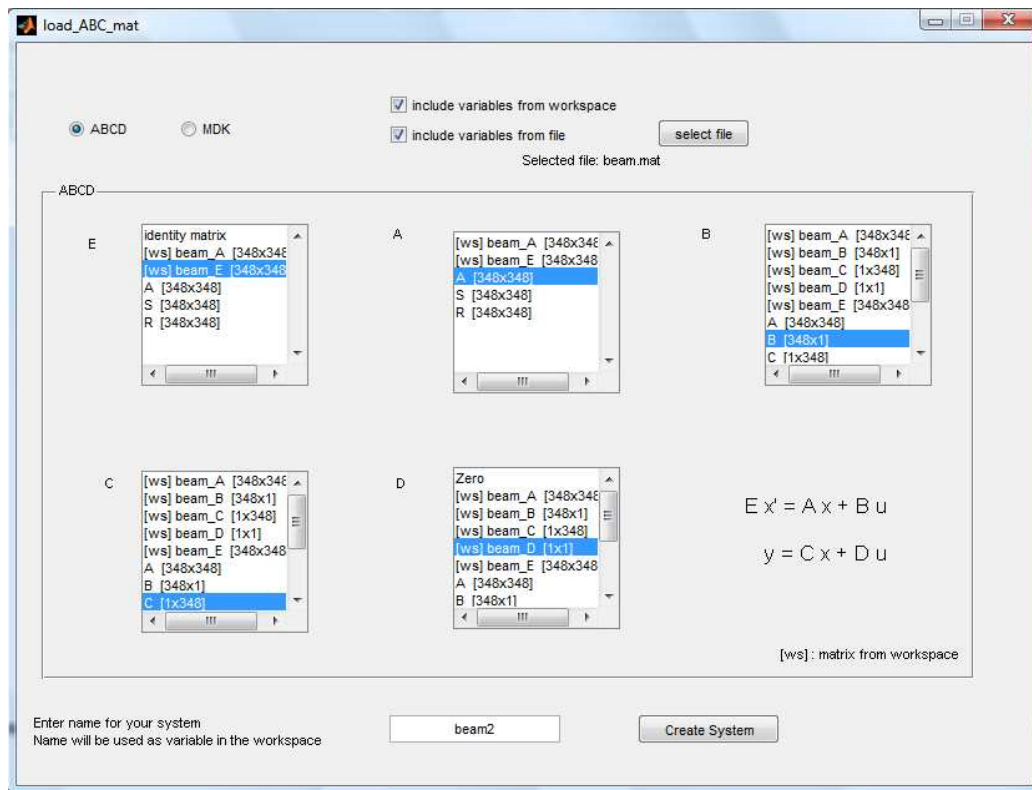 load_ABC_mat
ABCD
MDK
include variables from workspace
include variables from file
select file
Selected file: beam.mat
ABCD
E
identity matrix
[ws] beam_A [348x348
[ws] beam_E [348x348
A [348x348]
S [348x348]
R [348x348]
A
[ws] beam_A [348x348
[ws] beam_E [348x348
A [348x348]
S [348x348]
R [348x348]
B
[ws] beam_A [348x348
[ws] beam_B [348x1]
[ws] beam_C [1x348]
[ws] beam_D [1x1]
[ws] beam_E [348x348
A [348x348]
B [348x1]
C [1x348]
C
[ws] beam_A [348x348
[ws] beam_B [348x1]
[ws] beam_C [1x348]
[ws] beam_D [1x1]
[ws] beam_E [348x348
A [348x348]
B [348x1]
C [1x348]
D
Zero
[ws] beam_A [348x348
[ws] beam_B [348x1]
[ws] beam_C [1x348]
[ws] beam_D [1x1]
[ws] beam_E [348x348
A [348x348]
B [348x1]
E x' = A x + B u
y = C x + D u
[ws] : matrix from workspace
Enter name for your system
Name will be used as variable in the workspace
beam2
Create System